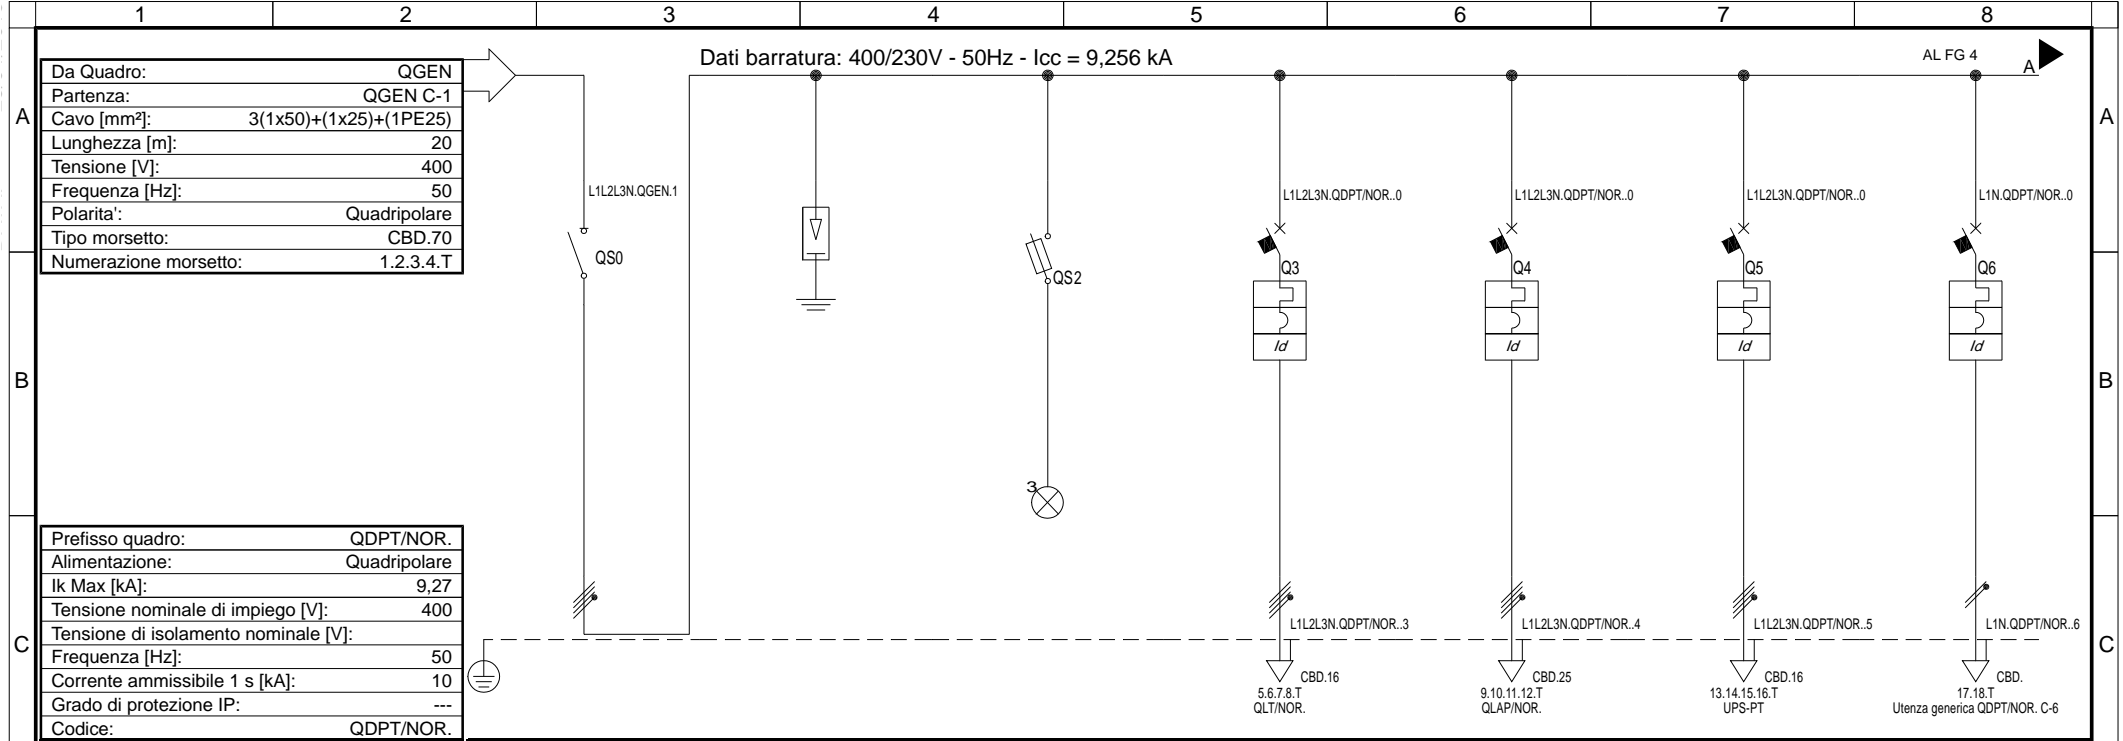 1 2 3 4 5 6 7 8
Dati barratura: 400/230V - 50Hz - Icc = 9,256 kA
AL FG 4
A
A
A
Da Quadro: QGEN
Partenza: QGEN C-1
Cavo [mm²]: 3(1x50)+(1x25)+(1PE25)
Lunghezza [m]: 20
Tensione [V]: 400
Frequenza [Hz]: 50
Polarita': Quadripolare
Tipo morsetto: CBD.70
Numerazione morsetto: 1.2.3.4.T
L1L2L3N.QGEN.1
L1L2L3N.QDPT/NOR..0
L1L2L3N.QDPT/NOR..0
L1L2L3N.QDPT/NOR..0
L1N.QDPT/NOR..0
QS0
QS2
Q3
Q4
Q5
Q6
Id
Id
Id
Id
B
B
3
Prefisso quadro: QDPT/NOR.
Alimentazione: Quadripolare
Ik Max [kA]: 9,27
Tensione nominale di impiego [V]: 400
Tensione di isolamento nominale [V]:
Frequenza [Hz]: 50
Corrente ammissibile 1 s [kA]: 10
Grado di protezione IP: ---
Codice: QDPT/NOR.
C
C
L1L2L3N.QDPT/NOR..3
L1L2L3N.QDPT/NOR..4
L1L2L3N.QDPT/NOR..5
L1N.QDPT/NOR..6
CBD.16
5.6.7.8.T
QLT/NOR.
CBD.25
9.10.11.12.T
QLAP/NOR.
CBD.16
13.14.15.16.T
UPS-PT
CBD.
17.18.T
Utenza generica QDPT/NOR. C-6